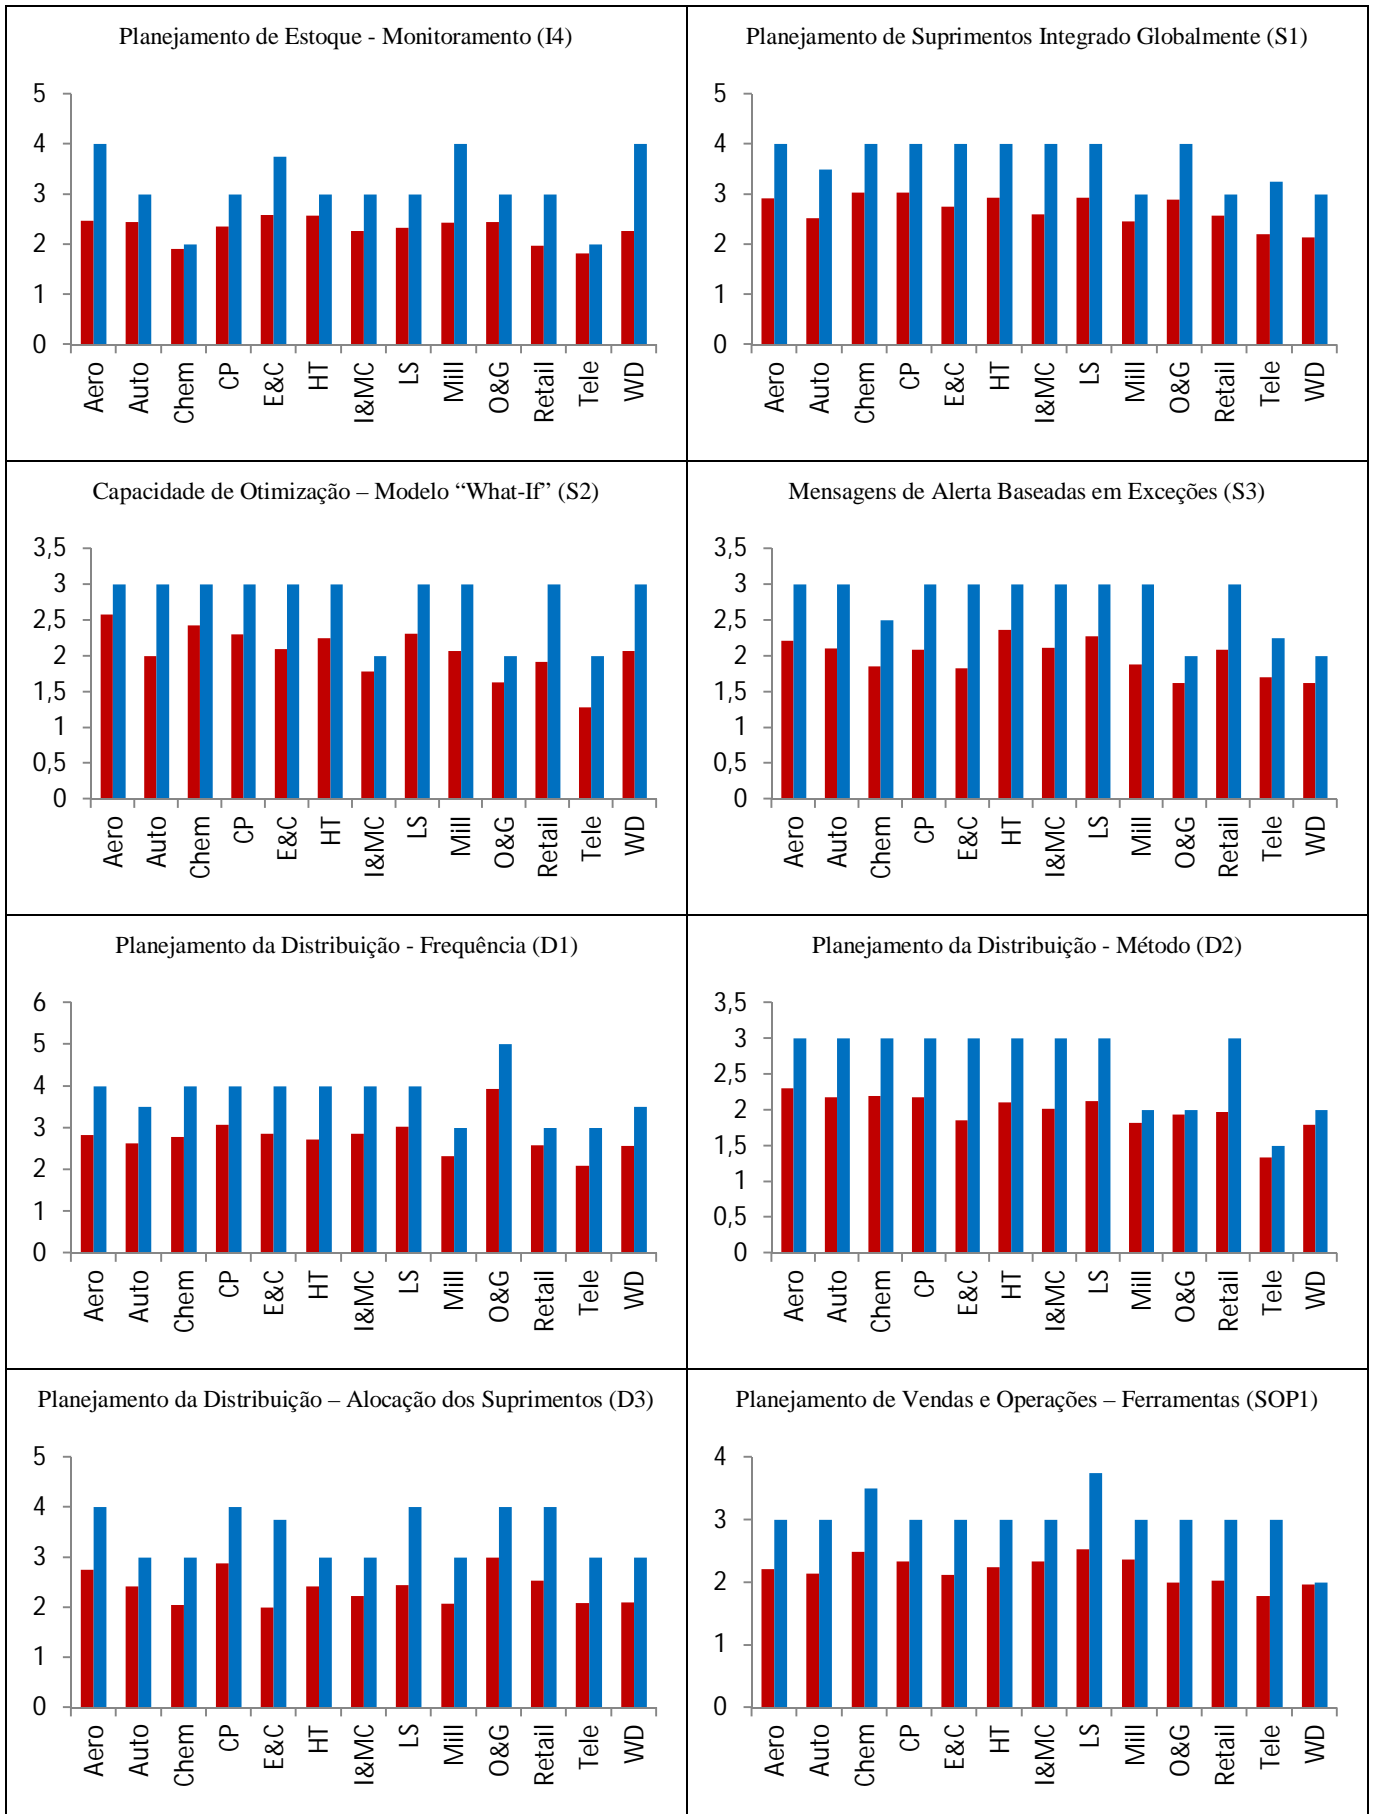 Planejamento de Estoque - Monitoramento (I4)
5
4
3
2
1
0
Aero
Auto
Chem
CP
E&C
HT
I&MC
LS
Mill
O&G
Retail
Tele
WD
Planejamento de Suprimentos Integrado Globalmente (S1)
5
4
3
2
1
0
Aero
Auto
Chem
CP
E&C
HT
I&MC
LS
Mill
O&G
Retail
Tele
WD
Capacidade de Otimização – Modelo “What-If” (S2)
3,5
3
2,5
2
1,5
1
0,5
0
Aero
Auto
Chem
CP
E&C
HT
I&MC
LS
Mill
O&G
Retail
Tele
WD
Mensagens de Alerta Baseadas em Exceções (S3)
3,5
3
2,5
2
1,5
1
0,5
0
Aero
Auto
Chem
CP
E&C
HT
I&MC
LS
Mill
O&G
Retail
Tele
WD
Planejamento da Distribuição - Frequência (D1)
6
5
4
3
2
1
0
Aero
Auto
Chem
CP
E&C
HT
I&MC
LS
Mill
O&G
Retail
Tele
WD
Planejamento da Distribuição - Método (D2)
3,5
3
2,5
2
1,5
1
0,5
0
Aero
Auto
Chem
CP
E&C
HT
I&MC
LS
Mill
O&G
Retail
Tele
WD
Planejamento da Distribuição – Alocação dos Suprimentos (D3)
5
4
3
2
1
0
Aero
Auto
Chem
CP
E&C
HT
I&MC
LS
Mill
O&G
Retail
Tele
WD
Planejamento de Vendas e Operações – Ferramentas (SOP1)
4
3
2
1
0
Aero
Auto
Chem
CP
E&C
HT
I&MC
LS
Mill
O&G
Retail
Tele
WD